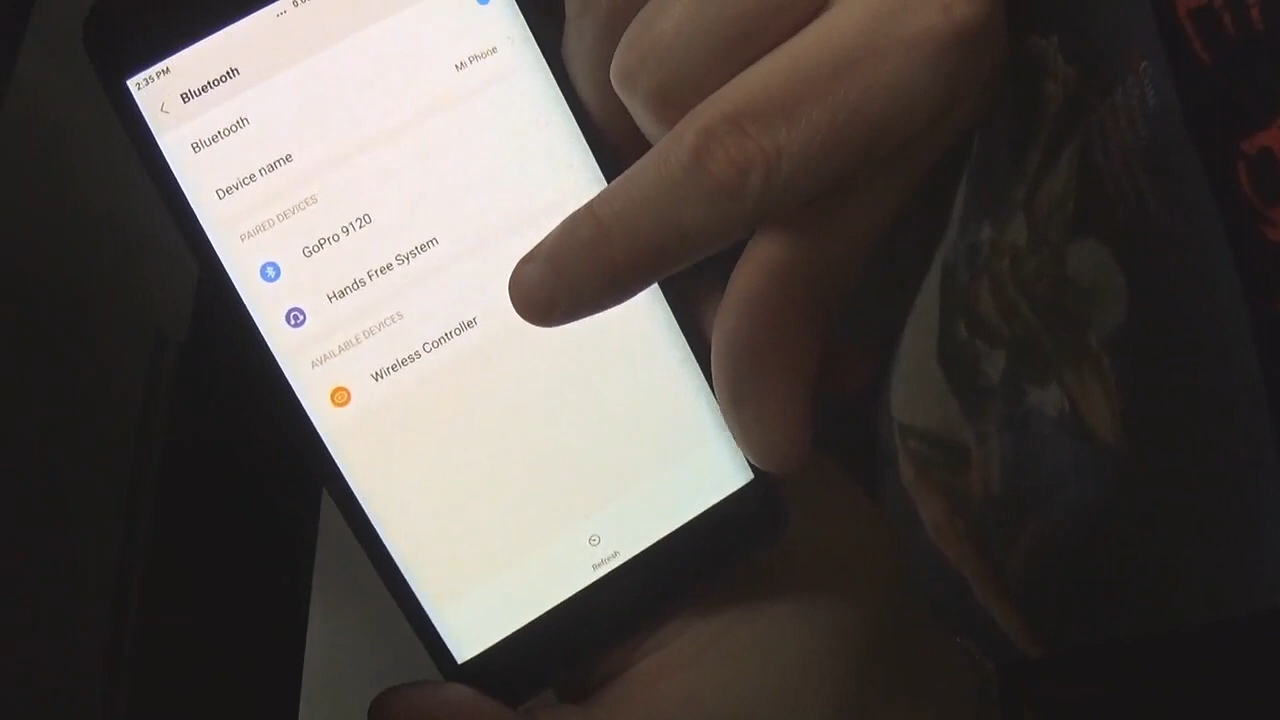 2:35 PM
Bluetooth
Bluetooth
Device name
Mi Phone
PAIRED DEVICES
GoPro 9120
Hands Free System
AVAILABLE DEVICES
Wireless Controller
Refresh